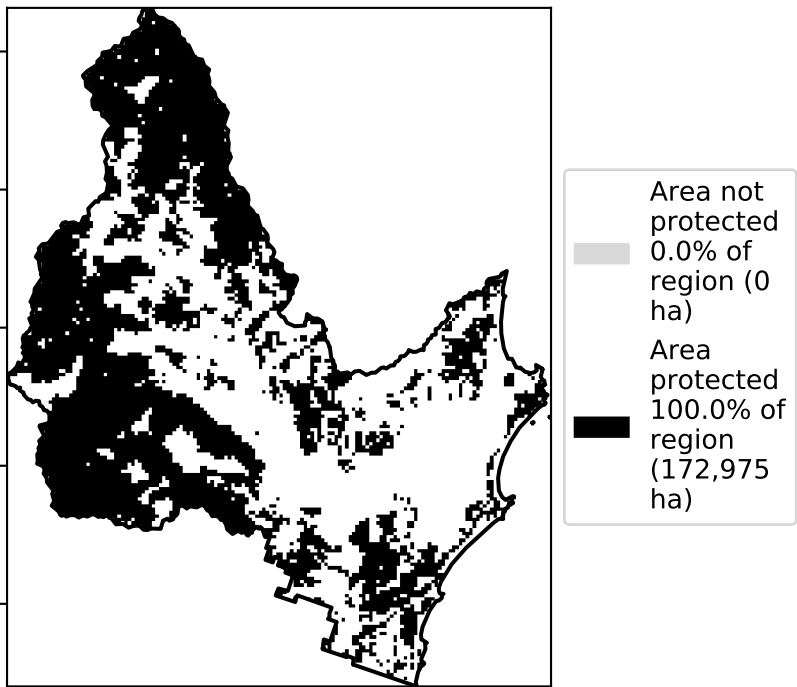 Area not
protected
0.0% of
region (0
ha)
Area
protected
100.0% of
region
(172,975
ha)